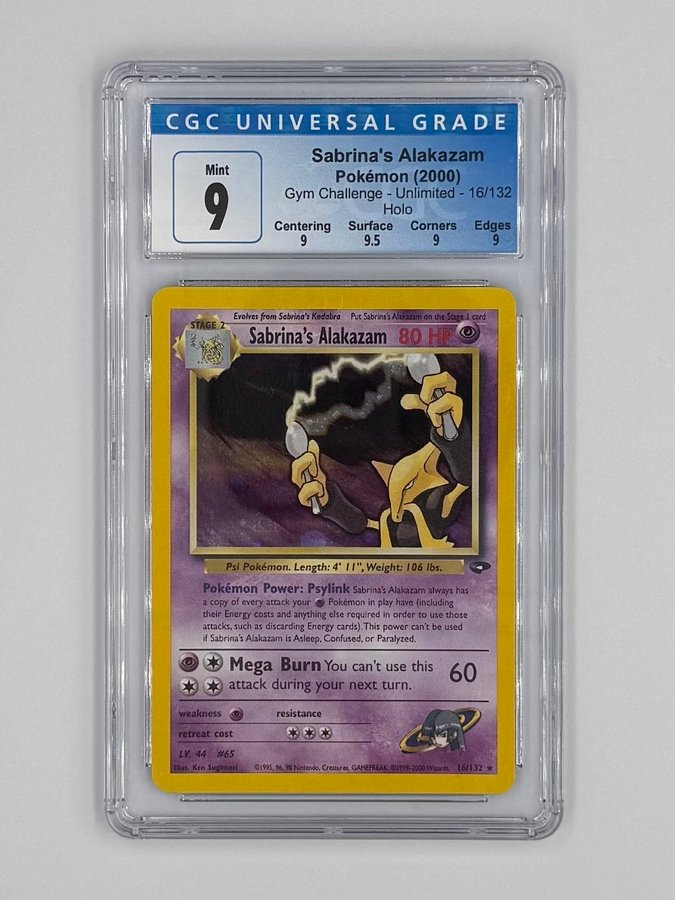 CGC UNIVERSAL GRADE
Mint
9
Sabrina's Alakazam
Pokémon (2000)
Gym Challenge - Unlimited - 16/132
Holo
Centering Surface Corners Edges
9 9.5 9 9
Evolves from Sabrina's Kadabra Put Sabrina's Alakazam on the Stage 1 card
STAGE 2
Sabrina's Alakazam 80 HP
Psi Pokémon. Length: 4' 11", Weight: 106 lbs.
Pokémon Power: Psylink Sabrina's Alakazam always has
a copy of every attack your Pokémon in play have (including
their Energy costs and anything else required in order to use those
attacks, such as discarding Energy cards). This power can't be used
if Sabrina's Alakazam is Asleep, Confused, or Paralyzed.
Mega Burn You can't use this
attack during your next turn.
60
weakness resistance
retreat cost
LV. 44 #65
Illus. Ken Sugimori ©1995, 96, 98 Nintendo, Creatures, GAMEFREAK. ©1999-2000 Wizards. 16/132 ★